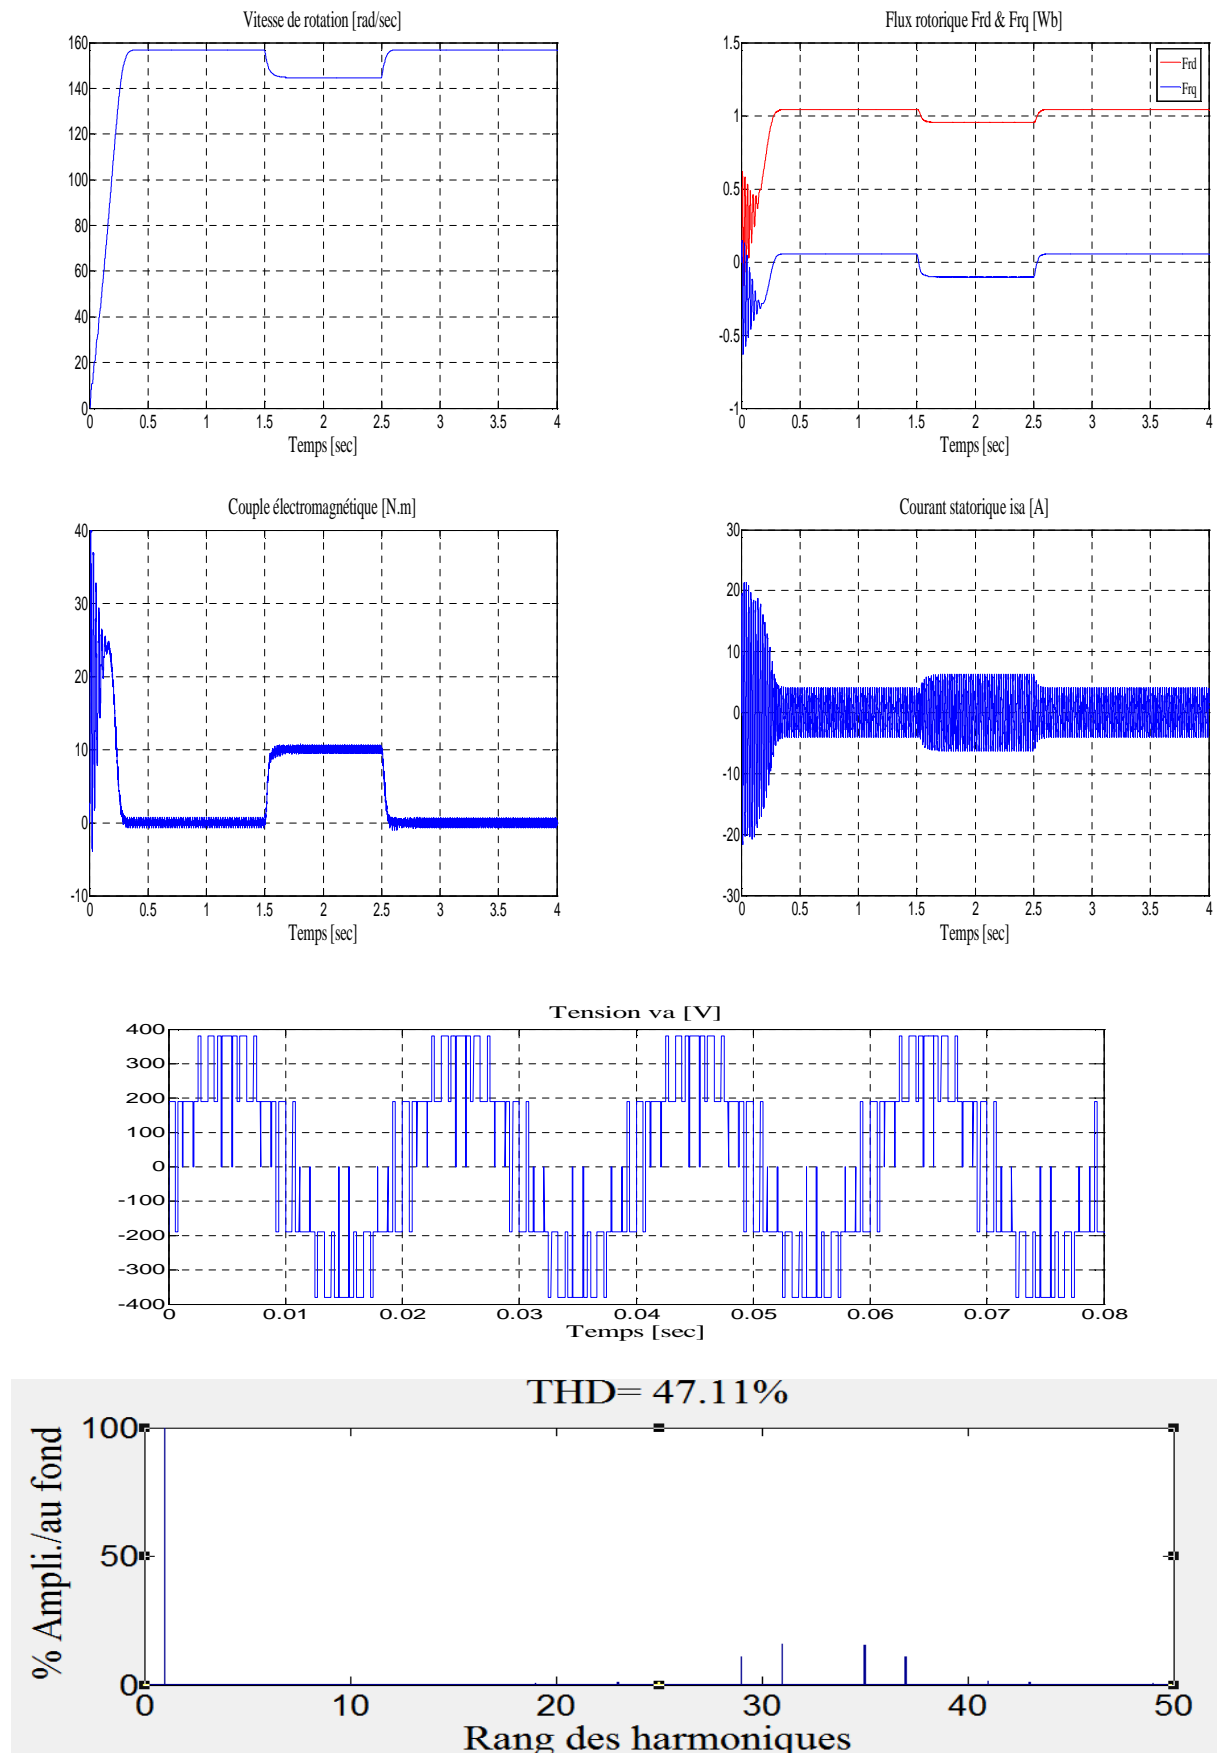 Vitesse de rotation [rad/sec]
160
140
120
100
80
60
40
20
0
0 0.5 1 1.5 2 2.5 3 3.5 4
Temps [sec]
Flux rotorique Frd & Frq [Wb]
1.5
1
0.5
0
-0.5
-1
Frd
Frq
0 0.5 1 1.5 2 2.5 3 3.5 4
Temps [sec]
Couple électromagnétique [N.m]
40
30
20
10
0
-10
0 0.5 1 1.5 2 2.5 3 3.5 4
Temps [sec]
Courant statorique isa [A]
30
20
10
0
-10
-20
-30
0 0.5 1 1.5 2 2.5 3 3.5 4
Temps [sec]
Tension va [V]
400
300
200
100
0
-100
-200
-300
-400
0 0.01 0.02 0.03 0.04 0.05 0.06 0.07 0.08
Temps [sec]
THD= 47.11%
% Ampli./au fond
100
50
0
0 10 20 30 40 50
Rang des harmoniques